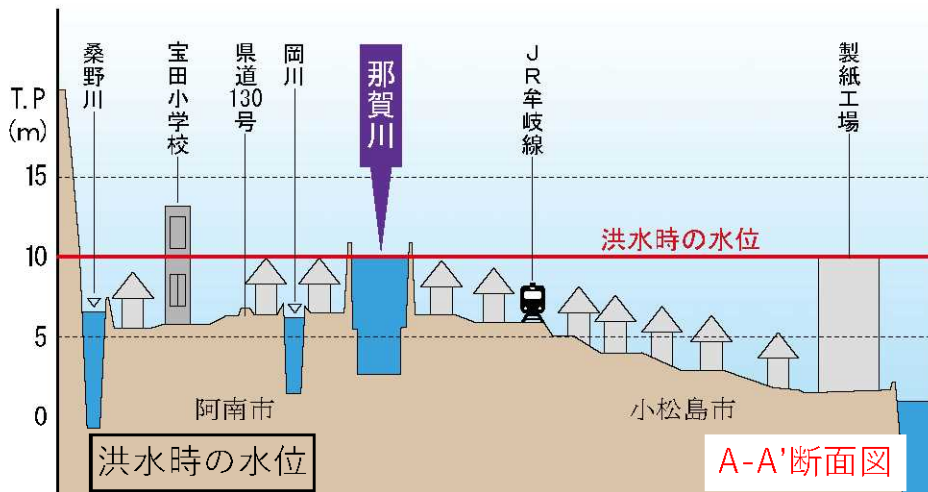 T.P
(m)
15
10
5
0
桑野川
宝田小学校
県道130号
岡川
那賀川
JR牟岐線
製紙工場
洪水時の水位
阿南市
小松島市
洪水時の水位
A-A'断面図